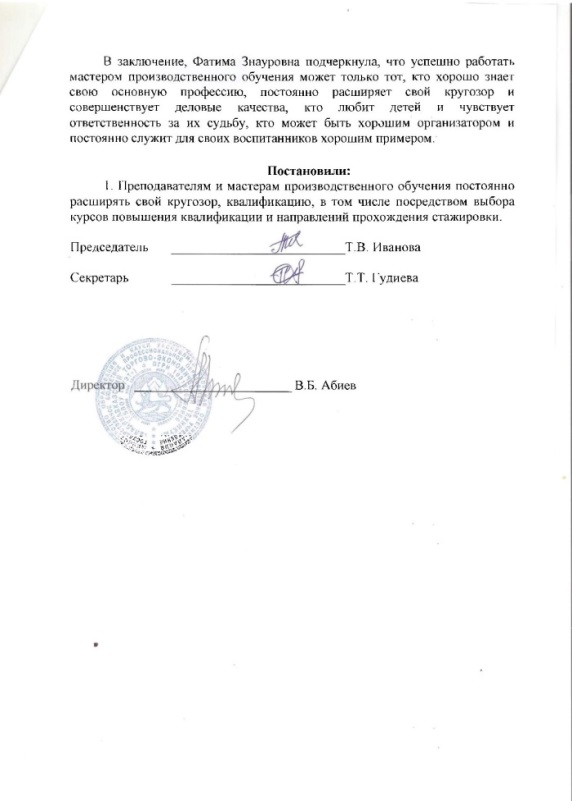 В заключение, Фатима Знауровна подчеркнула, что успешно работать
мастером производственного обучения может только тот, кто хорошо знает
свою основную профессию, постоянно расширяет свой кругозор и
совершенствует деловые качества, кто любит детей и чувствует
ответственность за их судьбу, кто может быть хорошим организатором и
постоянно служит для своих воспитанников хорошим примером.
Постановили:
1. Преподавателям и мастерам производственного обучения постоянно
расширять свой кругозор, квалификацию, в том числе посредством выбора
курсов повышения квалификации и направлений прохождения стажировки.
Председатель Т.В. Иванова
Секретарь Т.Т. Гудиева
Директор В.Б. Абиев